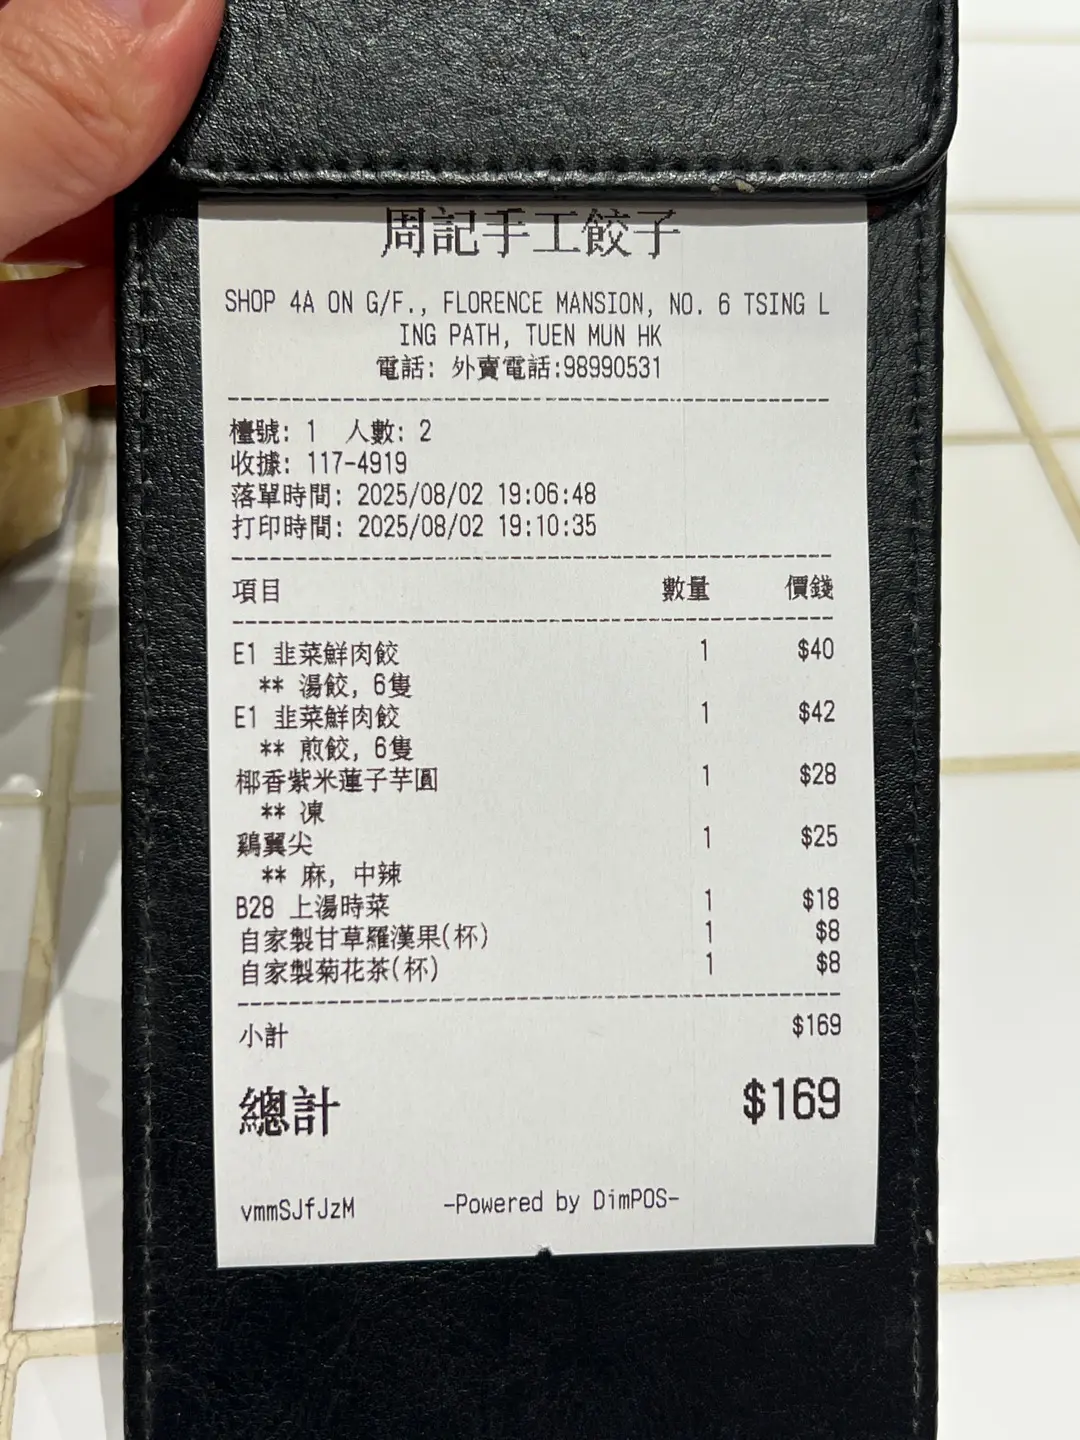 周記手工餃子
SHOP 4A ON G/F., FLORENCE MANSION, NO. 6 TSING L
ING PATH, TUEN MUN HK
電話: 外賣電話:98990531
檯號: 1 人數: 2
收據: 117-4919
落單時間: 2025/08/02 19:06:48
打印時間: 2025/08/02 19:10:35
項目 數量 價錢
E1 韭菜鮮肉餃 1 $40
** 湯餃, 6隻
E1 韭菜鮮肉餃 1 $42
** 煎餃, 6隻
椰香紫米蓮子芋圓 1 $28
** 凍
鷄翼尖 1 $25
** 麻, 中辣
B28 上湯時菜 1 $18
自家製甘草羅漢果(杯) 1 $8
自家製菊花茶(杯) 1 $8
小計 $169
總計 $169
vmmSJfJzM -Powered by DimPOS-